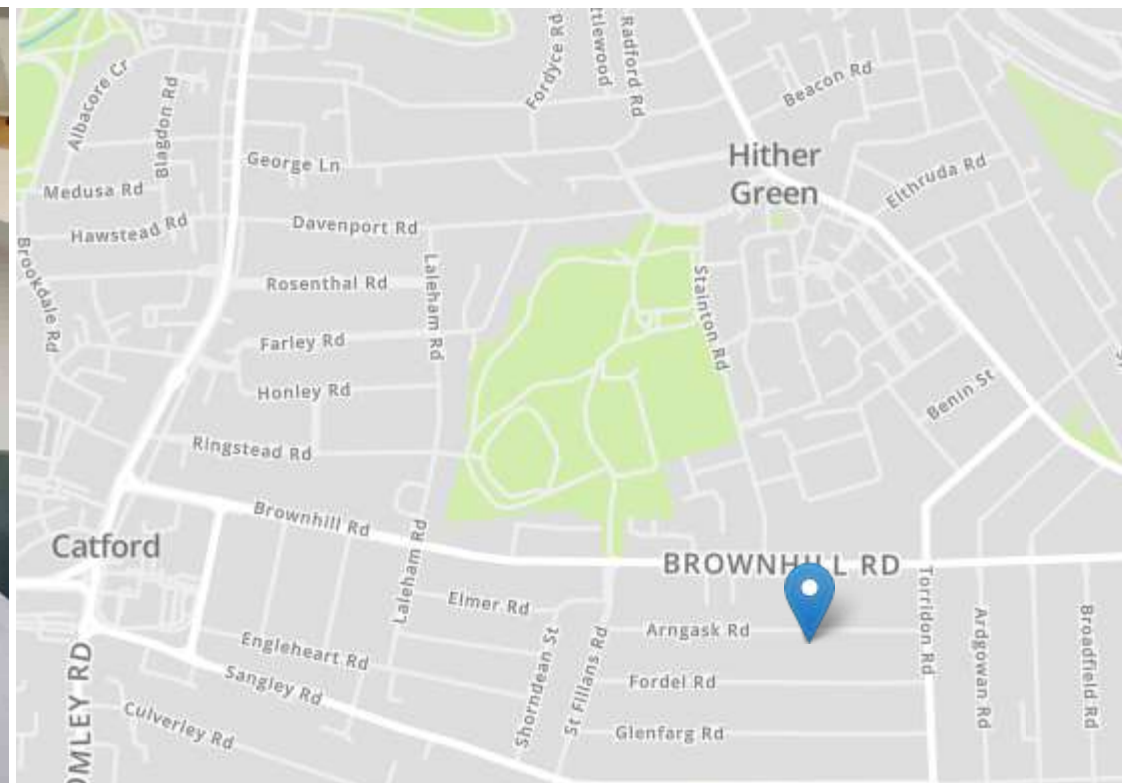 Fordyce Rd
ttlewood
Radford Rd
Albacore Cr
Blagdon Rd
Beacon Rd
Hither
Green
George Ln
Medusa Rd
Elthruda Rd
Hawstead Rd
Davenport Rd
Brookdale Rd
Laleham Rd
Rosenthal Rd
Stainton Rd
Farley Rd
Honley Rd
Benin St
Ringstead Rd
Brownhill Rd
Catford
Laleham Rd
BROWNHILL RD
Elmer Rd
Arngask Rd
Torridon Rd
Ardgowan Rd
Broadfield Rd
Engleheart Rd
Shorndean St
St Fillans Rd
Fordel Rd
Sangley Rd
OMLEY RD
Culverley Rd
Glenfarg Rd